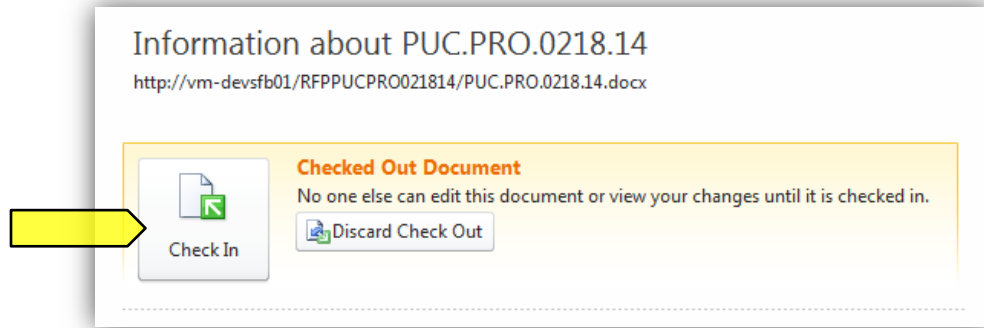 Information about PUC.PRO.0218.14
http://vm-devsfb01/RFPPUCPRO021814/PUC.PRO.0218.14.docx
Checked Out Document
No one else can edit this document or view your changes until it is checked in.
Discard Check Out
Check In